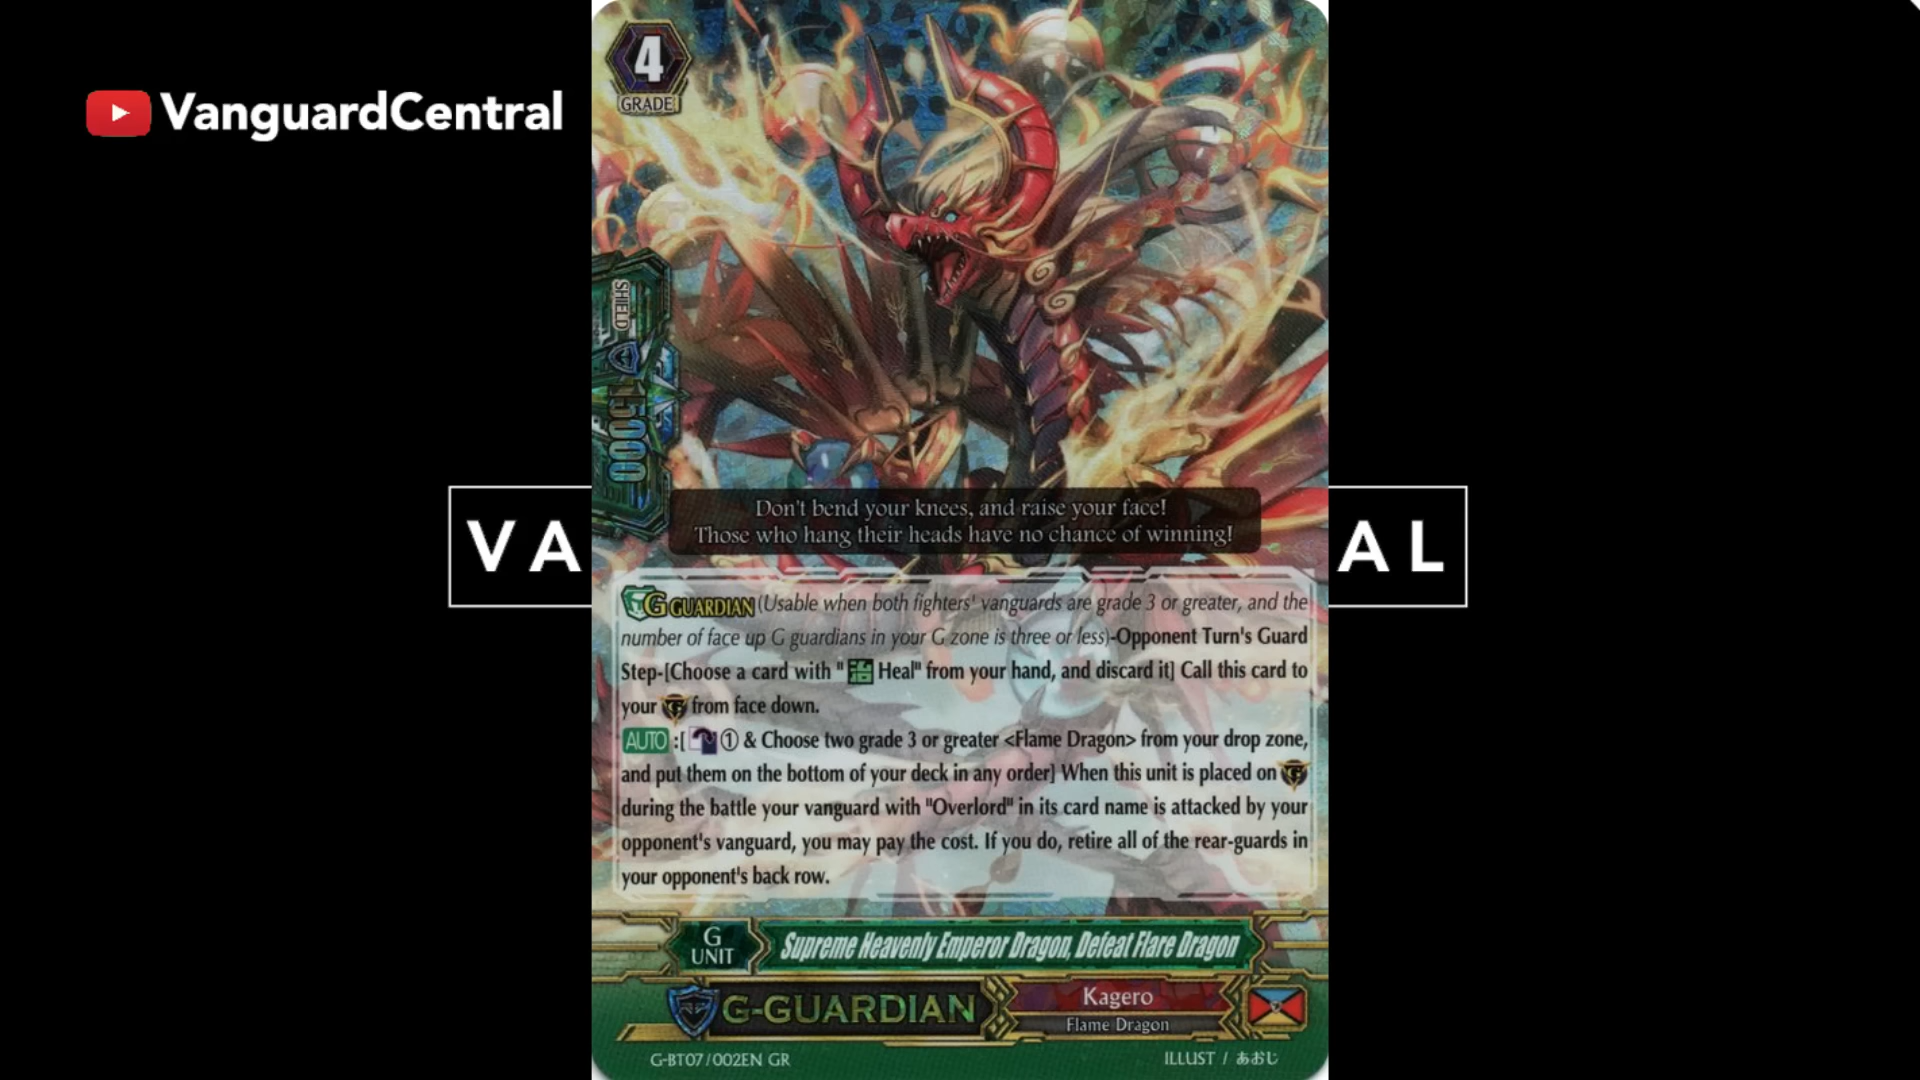 VanguardCentral
4
GRADE
SHIELD
15000
VA
AL
Don't bend your knees, and raise your face!
Those who hang their heads have no chance of winning!
G GUARDIAN (Usable when both fighters' vanguards are grade 3 or greater, and the
number of face up G guardians in your G zone is three or less)-Opponent Turn's Guard
Step-[Choose a card with "治 Heal" from your hand, and discard it] Call this card to
your G from face down.
AUTO :[ ① & Choose two grade 3 or greater <Flame Dragon> from your drop zone,
and put them on the bottom of your deck in any order] When this unit is placed on G
during the battle your vanguard with "Overlord" in its card name is attacked by your
opponent's vanguard, you may pay the cost. If you do, retire all of the rear-guards in
your opponent's back row.
G
UNIT
Supreme Heavenly Emperor Dragon, Defeat Flare Dragon
G-GUARDIAN
Kagero
Flame Dragon
G-BT07/002EN GR
ILLUST / あおじ